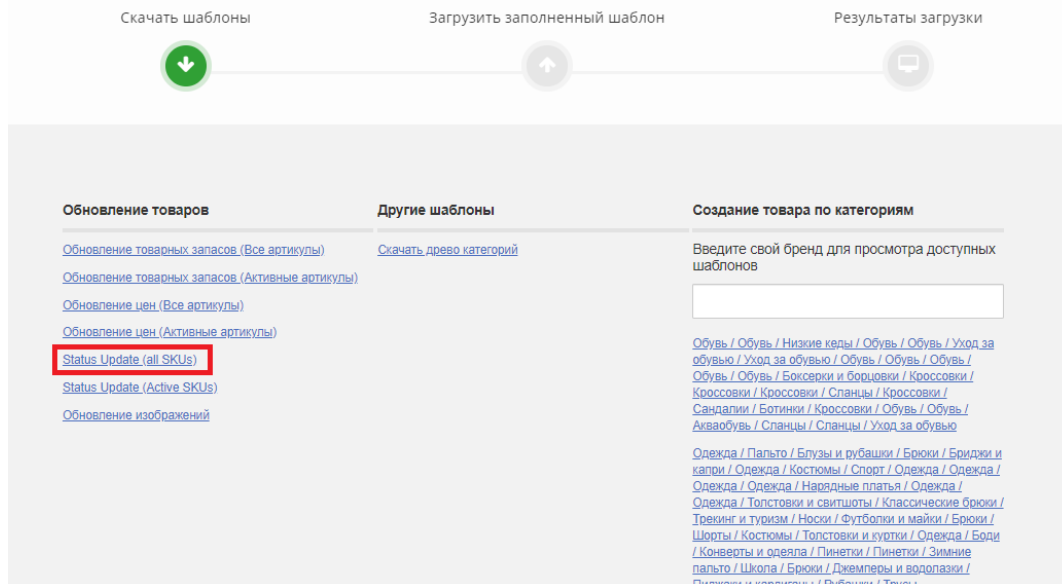 Скачать шаблоны
Загрузить заполненный шаблон
Результаты загрузки
Обновление товаров
Обновление товарных запасов (Все артикулы)
Обновление товарных запасов (Активные артикулы)
Обновление цен (Все артикулы)
Обновление цен (Активные артикулы)
Status Update (all SKUs)
Status Update (Active SKUs)
Обновление изображений
Другие шаблоны
Скачать древо категорий
Создание товара по категориям
Введите свой бренд для просмотра доступных
шаблонов
Обувь / Обувь / Низкие кеды / Обувь / Обувь / Уход за
обувью / Уход за обувью / Обувь / Обувь / Обувь /
Обувь / Обувь / Боксерки и борцовки / Кроссовки /
Кроссовки / Кроссовки / Сланцы / Кроссовки /
Сандалии / Ботинки / Кроссовки / Обувь / Обувь /
Акваобувь / Сланцы / Сланцы / Уход за обувью
Одежда / Пальто / Блузы и рубашки / Брюки / Бриджи и
капри / Одежда / Костюмы / Спорт / Одежда / Одежда /
Одежда / Одежда / Нарядные платья / Одежда /
Одежда / Толстовки и свитшоты / Классические брюки /
Трекинг и туризм / Носки / Футболки и майки / Брюки /
Шорты / Костюмы / Толстовки и куртки / Одежда / Боди
/ Конверты и одеяла / Пинетки / Пинетки / Зимние
пальто / Школа / Брюки / Джемперы и водолазки /
Пиджаки и кардиганы / Рубашки / Трусы